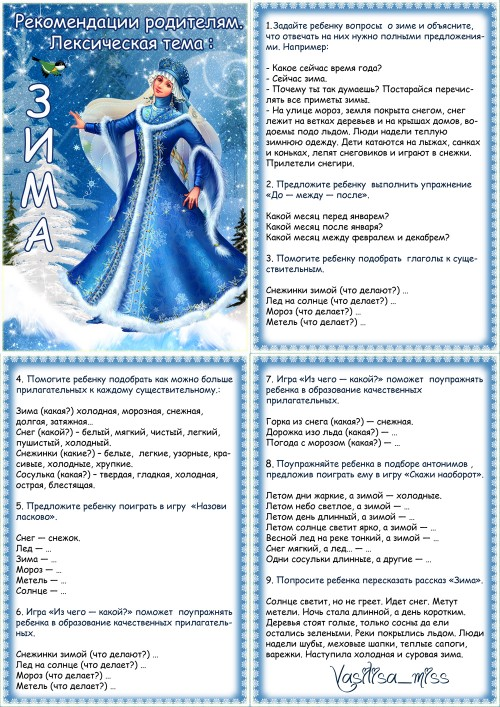 Рекомендации родителям.
Лексическая тема :
ЗИМА
1.Задайте ребенку вопросы о зиме и объясните,
что отвечать на них нужно полными предложения-
ми. Например:
- Какое сейчас время года?
- Сейчас зима.
- Почему ты так думаешь? Постарайся перечис-
лять все приметы зимы.
- На улице мороз, земля покрыта снегом, снег
лежит на ветках деревьев и на крышах домов, во-
доемы подо льдом. Люди надели теплую
зимнюю одежду. Дети катаются на лыжах, санках
и коньках, лепят снеговиков и играют в снежки.
Прилетели снегири.
2. Предложите ребенку выполнить упражнение
«До — между — после».
Какой месяц перед январем?
Какой месяц после января?
Какой месяц между февралем и декабрем?
3. Помогите ребенку подобрать глаголы к суще-
ствительным.
Снежинки зимой (что делают?) ...
Лед на солнце (что делает?) ...
Мороз (что делает?) ...
Метель (что делает?) ...
4. Помогите ребенку подобрать как можно больше
прилагательных к каждому существительному.:
Зима (какая?) холодная, морозная, снежная,
долгая, затяжная...
Снег (какой?) – белый, мягкий, чистый, легкий,
пушистый, холодный.
Снежинки (какие?) – белые, легкие, узорные, кра-
сивые, холодные, хрупкие.
Сосулька (какая?) – твердая, гладкая, холодная,
острая, блестящая.
5. Предложите ребенку поиграть в игру «Назови
ласково».
Снег — снежок.
Лед — ...
Зима — ...
Мороз — ...
Метель — ...
Солнце — ...
6. Игра «Из чего — какой?» поможет поупражнять
ребенка в образование качественных прилагатель-
ных.
Снежинки зимой (что делают?) ...
Лед на солнце (что делает?) ...
Мороз (что делает?) ...
Метель (что делает?) ...
7. Игра «Из чего — какой?» поможет поупражнять
ребенка в образование качественных
прилагательных.
Горка из снега (какая?) — снежная.
Дорожка изо льда (какая?) — ...
Погода с морозом (какая?) — ...
8. Поупражняйте ребенка в подборе антонимов ,
предложив поиграть ему в игру «Скажи наоборот».
Летом дни жаркие, а зимой — холодные.
Летом небо светлое, а зимой — ...
Летом день длинный, а зимой — ...
Летом солнце светит ярко, а зимой — ...
Весной лед на реке тонкий, а зимой — ...
Снег мягкий, а лед... — ...
Одни сосульки длинные, а другие — ...
9. Попросите ребенка пересказать рассказ «Зима».
Солнце светит, но не греет. Идет снег. Метут
метели. Ночь стала длинной, а день коротким.
Деревья стоят голые, только сосны да ели
остались зелеными. Реки покрылись льдом. Люди
надели шубы, меховые шапки, теплые сапоги,
варежки. Наступила холодная и суровая зима.
Vasilisa_miss